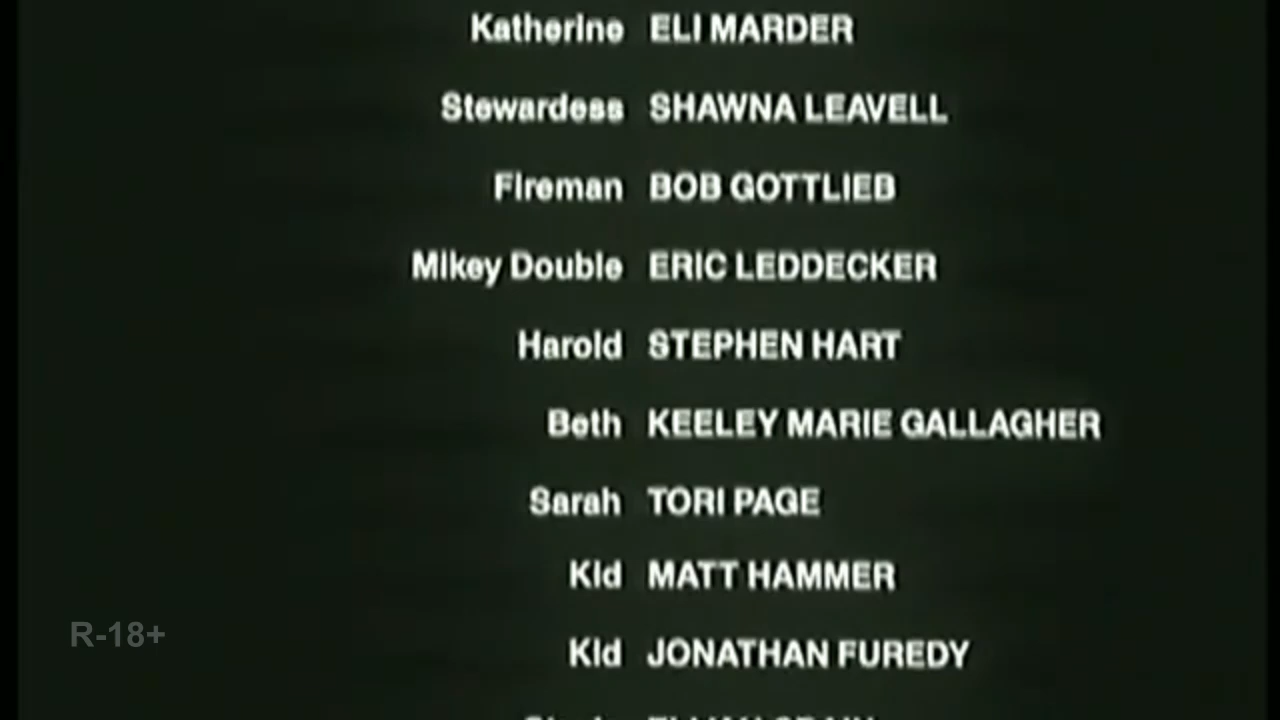 Katherine ELI MARDER
Stewardess SHAWNA LEAVELL
Fireman BOB GOTTLIEB
Mikey Double ERIC LEDDECKER
Harold STEPHEN HART
Beth KEELEY MARIE GALLAGHER
Sarah TORI PAGE
Kid MATT HAMMER
Kid JONATHAN FUREDY
R-18+